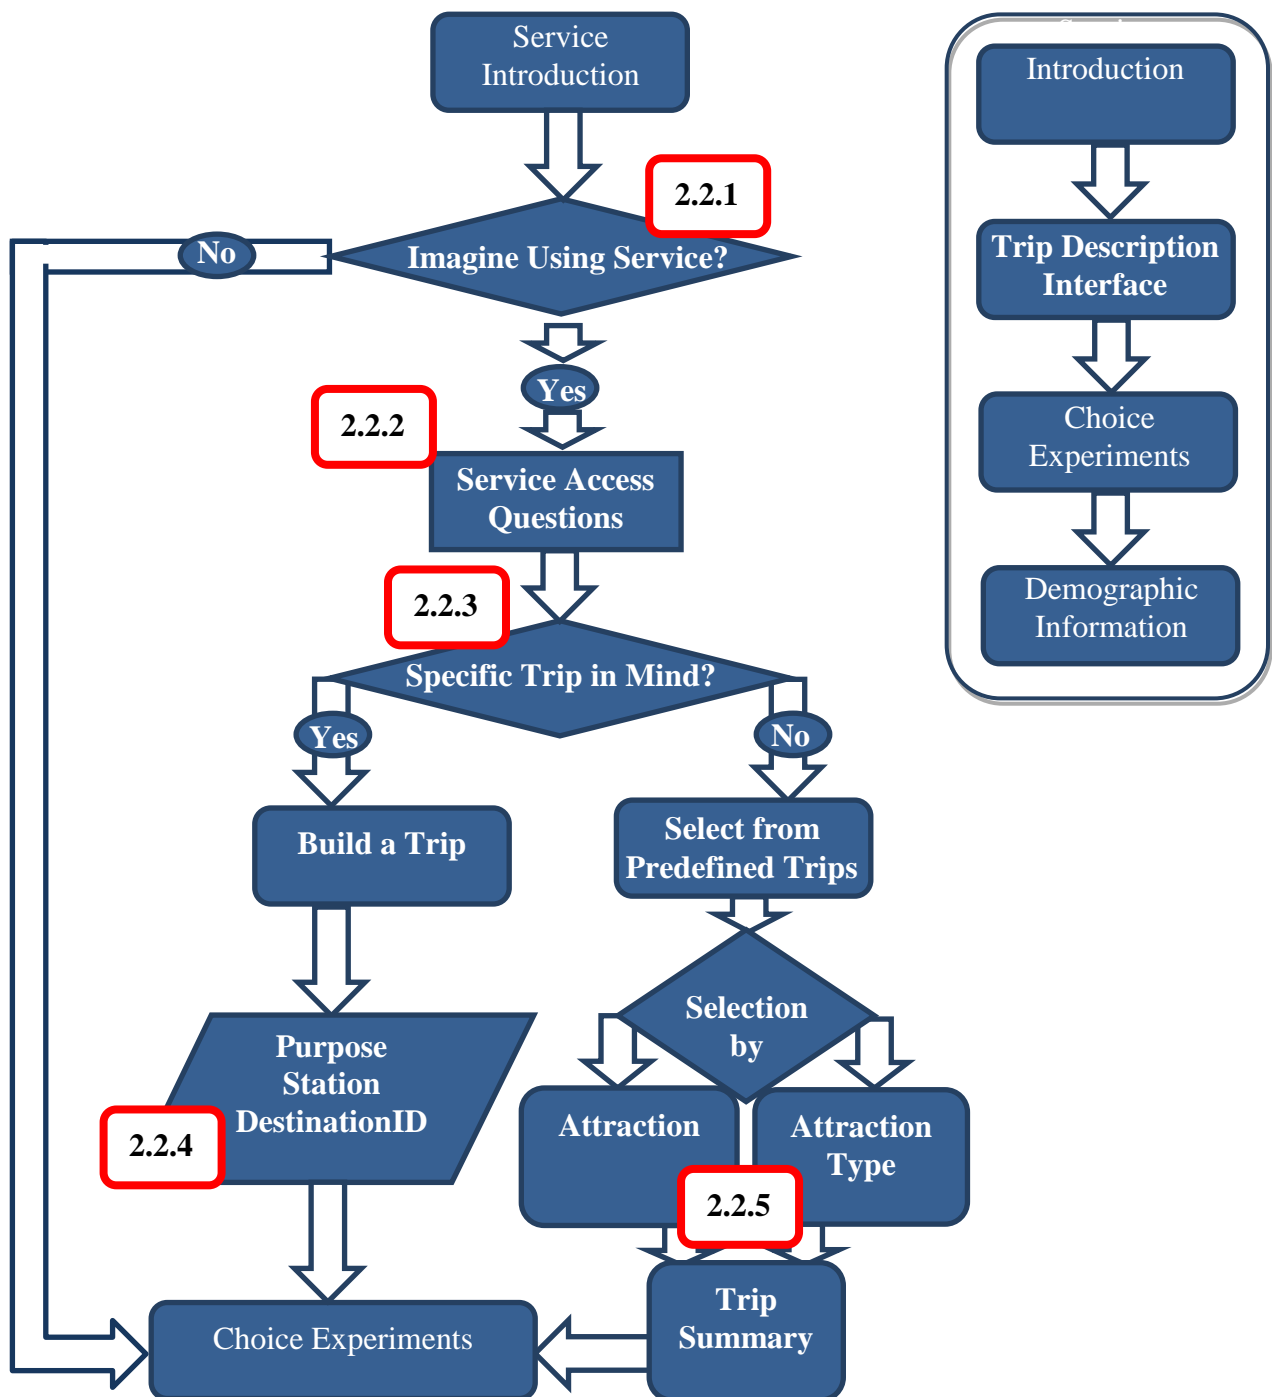 Service
Introduction
2.2.1
Imagine Using Service?
No
Yes
2.2.2
Service Access
Questions
2.2.3
Specific Trip in Mind?
Yes
No
Build a Trip
Select from
Predefined Trips
Purpose
Station
DestinationID
2.2.4
Selection
by
Attraction
Attraction
Type
2.2.5
Trip
Summary
Choice Experiments
Introduction
Trip Description
Interface
Choice
Experiments
Demographic
Information